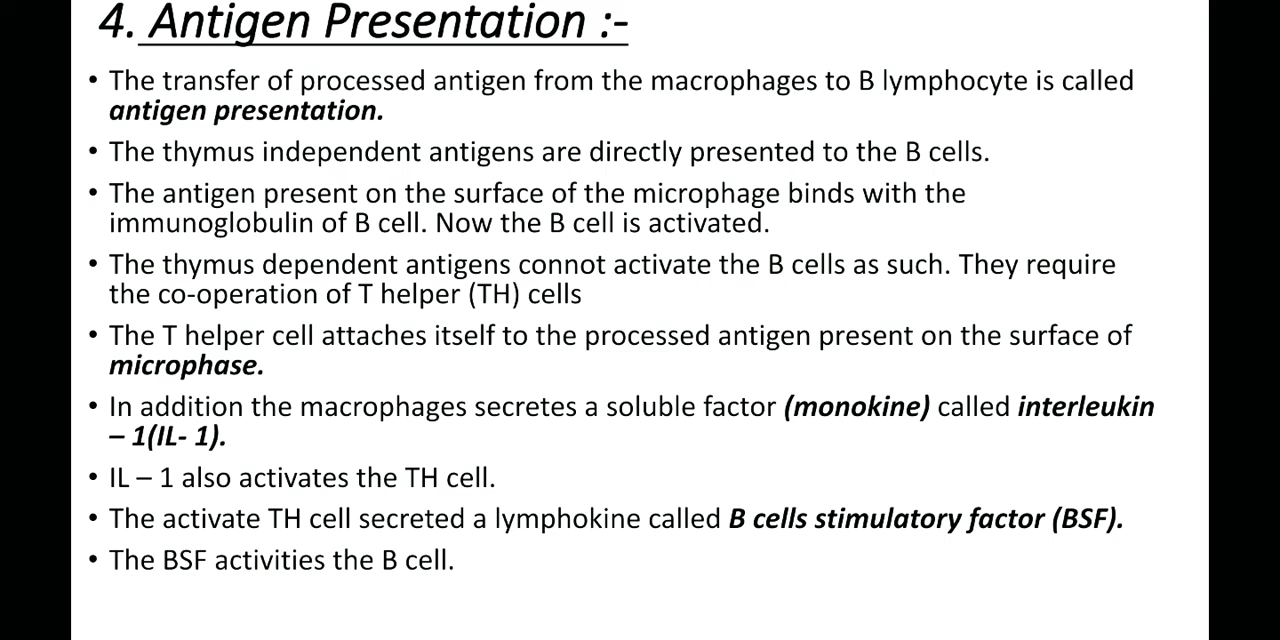 4. Antigen Presentation :-
• The transfer of processed antigen from the macrophages to B lymphocyte is called
antigen presentation.
• The thymus independent antigens are directly presented to the B cells.
• The antigen present on the surface of the microphage binds with the
immunoglobulin of B cell. Now the B cell is activated.
• The thymus dependent antigens connot activate the B cells as such. They require
the co-operation of T helper (TH) cells
• The T helper cell attaches itself to the processed antigen present on the surface of
microphase.
• In addition the macrophages secretes a soluble factor (monokine) called interleukin
– 1(IL- 1).
• IL – 1 also activates the TH cell.
• The activate TH cell secreted a lymphokine called B cells stimulatory factor (BSF).
• The BSF activities the B cell.